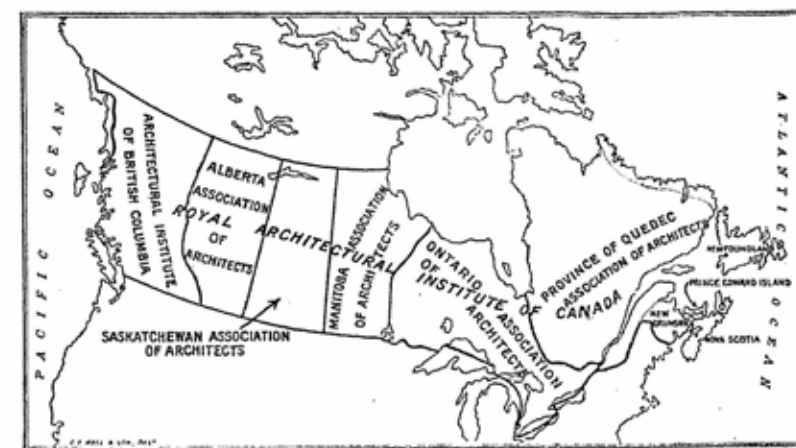 PACIFIC OCEAN
ARCHITECTURAL INSTITUTE
OF BRITISH COLUMBIA
ALBERTA
ASSOCIATION
OF
ARCHITECTS
ROYAL ARCHITECTURAL
INSTITUTE OF CANADA
SASKATCHEWAN ASSOCIATION
OF ARCHITECTS
MANITOBA ASSOCIATION
OF ARCHITECTS
ONTARIO ASSOCIATION
OF
ARCHITECTS
PROVINCE OF QUEBEC
ASSOCIATION OF ARCHITECTS
NEWFOUNDLAND
PRINCE EDWARD ISLAND
NEW
NOVA SCOTIA
ATLANTIC OCEAN